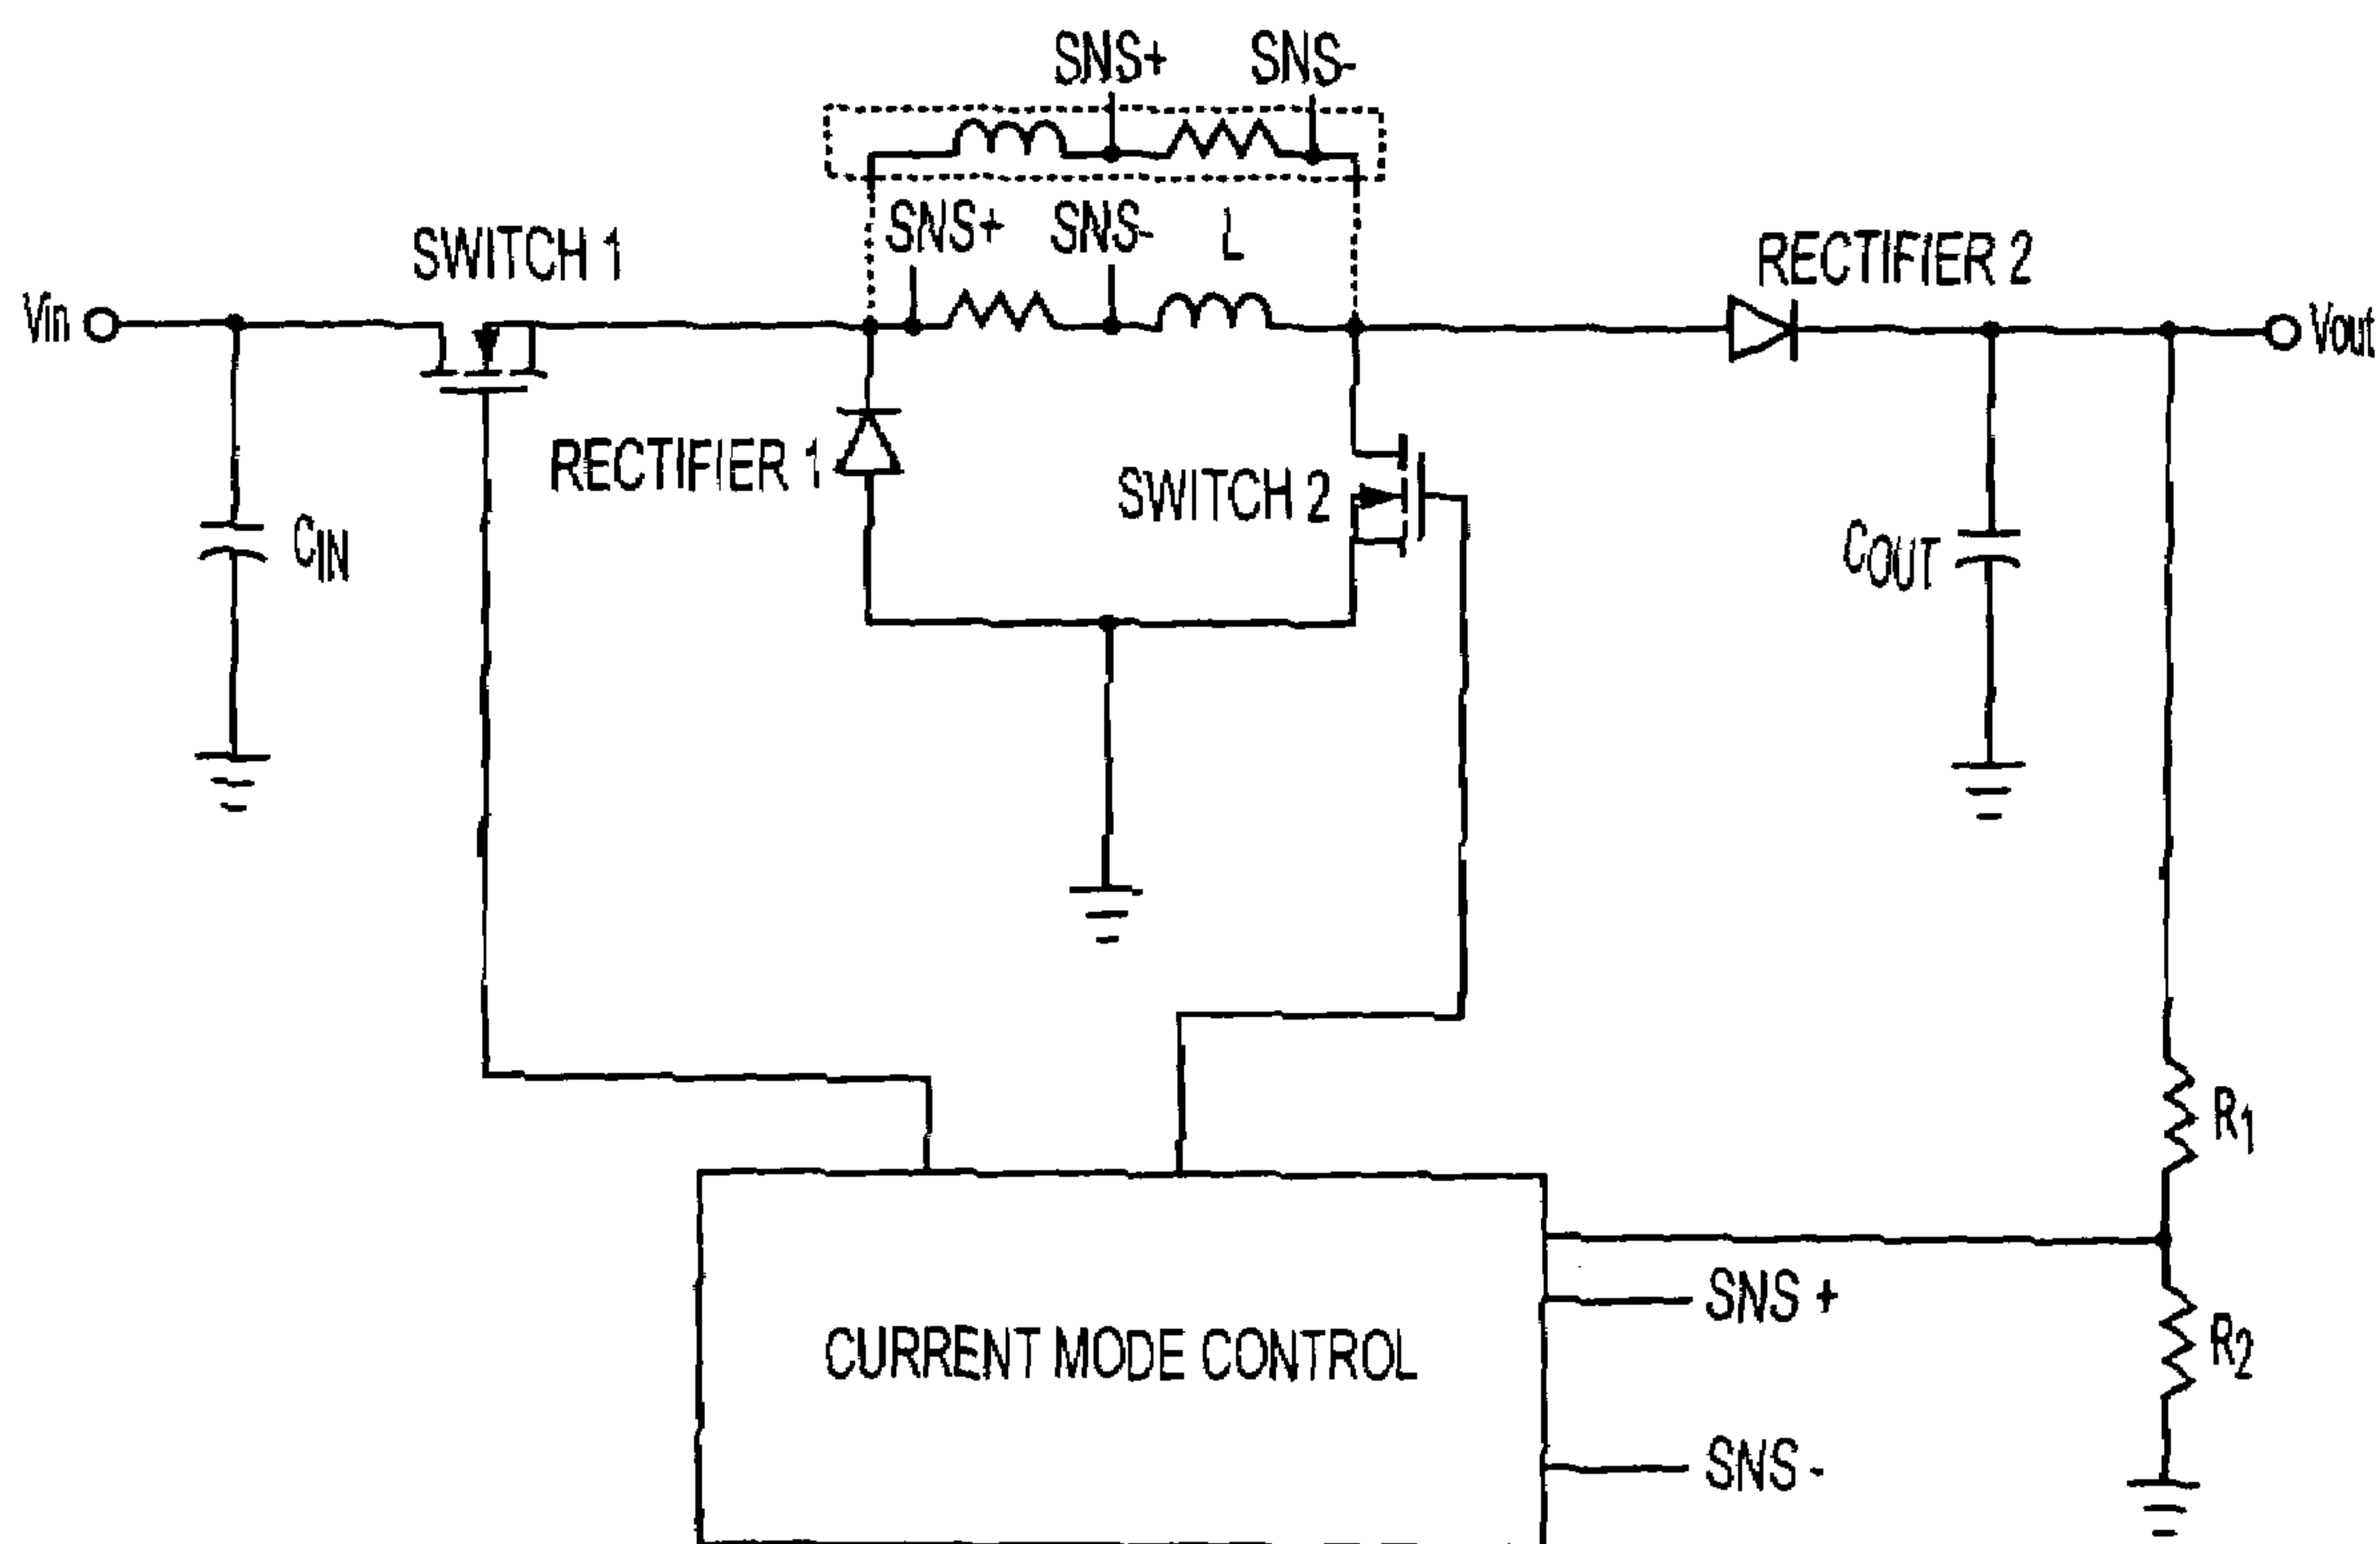 SNS+ SNS-
SNS+ SNS- L
SWITCH 1
RECTIFIER 2
Vin
Vout
RECTIFIER 1
SWITCH 2
CIN
COUT
R1
SNS +
CURRENT MODE CONTROL
R2
SNS -